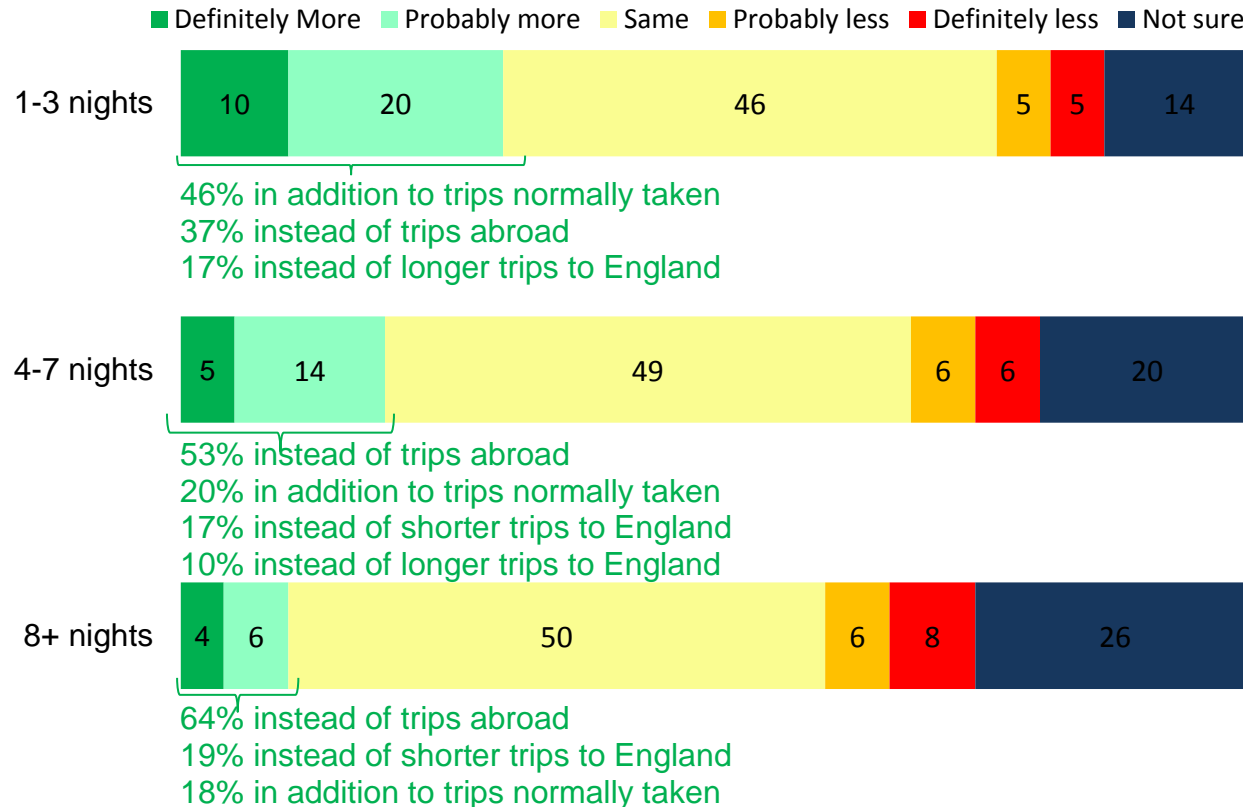 Definitely More Probably more Same Probably less Definitely less Not sure
1-3 nights 10 20 46 5 5 14
46% in addition to trips normally taken
37% instead of trips abroad
17% instead of longer trips to England
4-7 nights 5 14 49 6 6 20
53% instead of trips abroad
20% in addition to trips normally taken
17% instead of shorter trips to England
10% instead of longer trips to England
8+ nights 4 6 50 6 8 26
64% instead of trips abroad
19% instead of shorter trips to England
18% in addition to trips normally taken